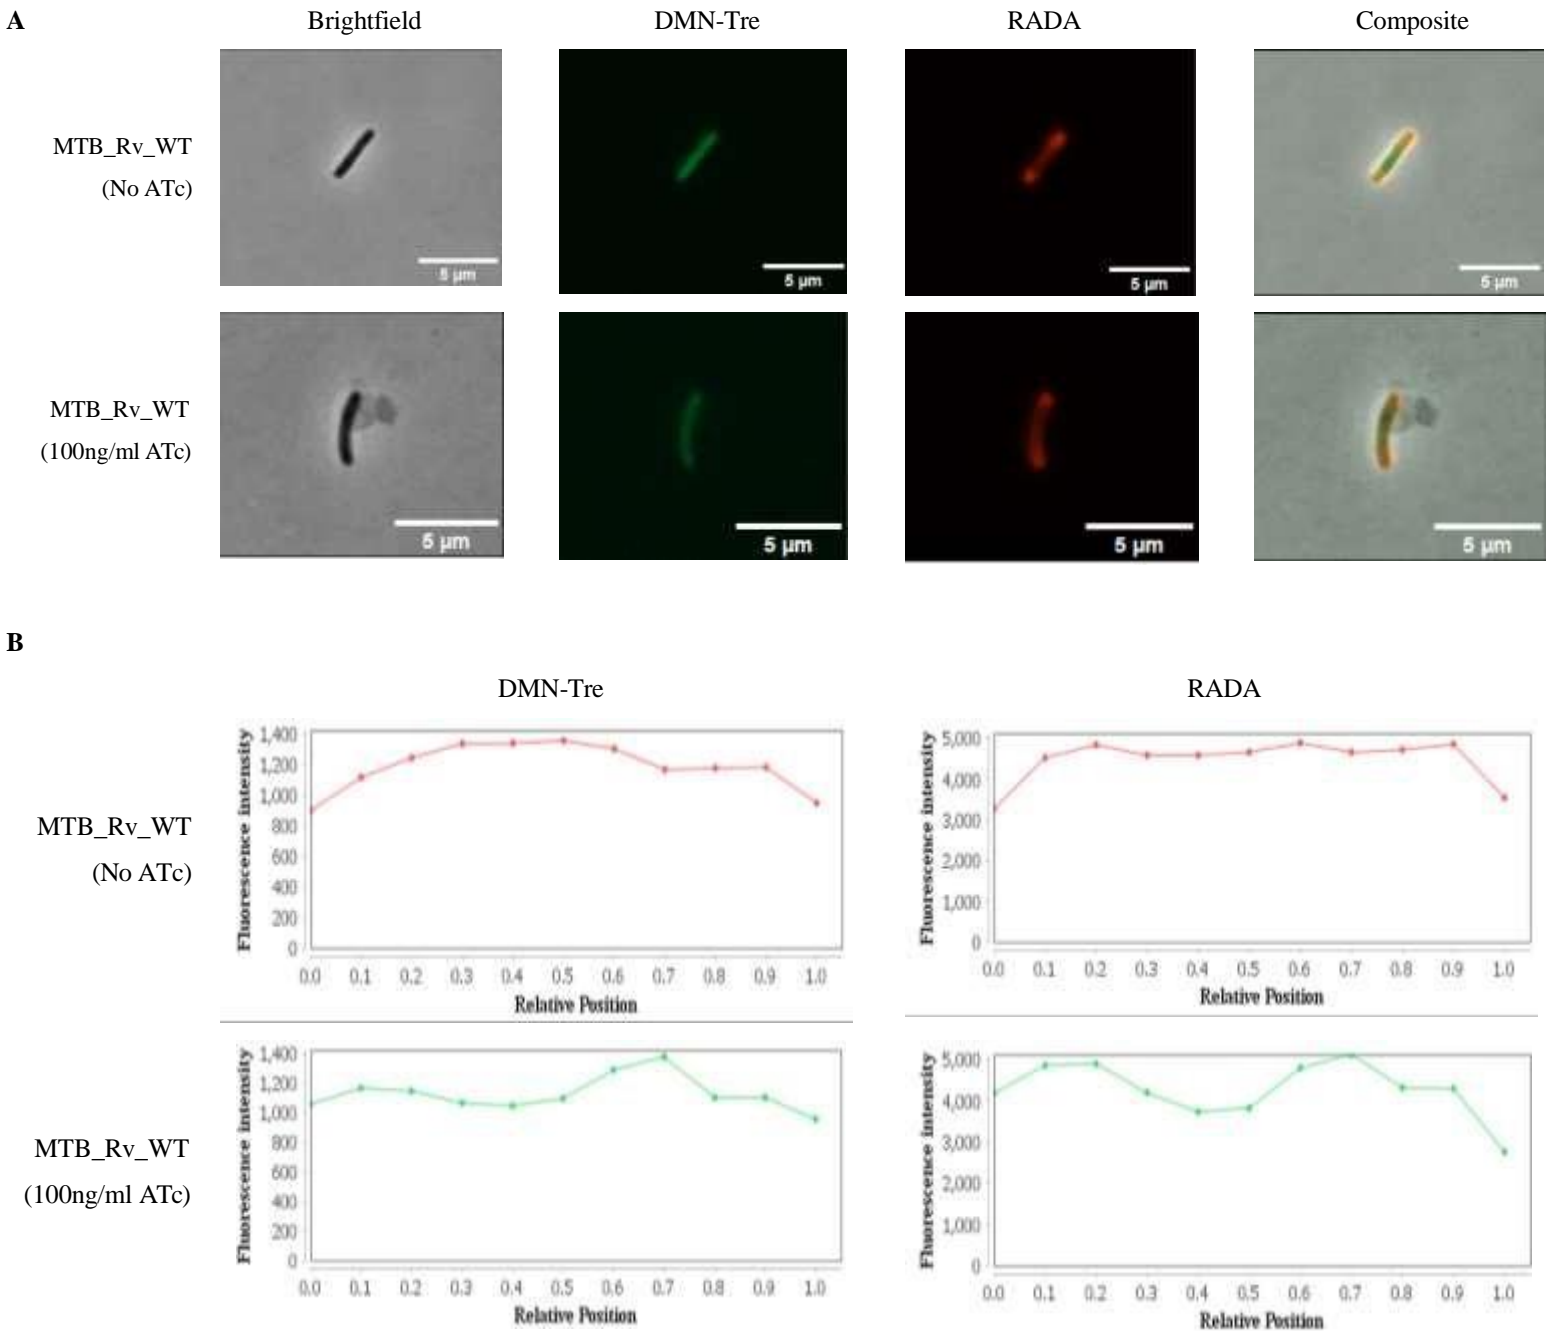 A
Brightfield
DMN-Tre
RADA
Composite
MTB_Rv_WT
(No ATc)
5 µm
5 µm
5 µm
5 µm
MTB_Rv_WT
(100ng/ml ATc)
5 µm
5 µm
5 µm
5 µm
B
DMN-Tre
RADA
MTB_Rv_WT
(No ATc)
Fluorescence intensity
1,400
1,200
1,000
800
600
400
200
0
0.0 0.1 0.2 0.3 0.4 0.5 0.6 0.7 0.8 0.9 1.0
Relative Position
Fluorescence intensity
5,000
4,000
3,000
2,000
1,000
0
0.0 0.1 0.2 0.3 0.4 0.5 0.6 0.7 0.8 0.9 1.0
Relative Position
MTB_Rv_WT
(100ng/ml ATc)
Fluorescence intensity
1,400
1,200
1,000
800
600
400
200
0
0.0 0.1 0.2 0.3 0.4 0.5 0.6 0.7 0.8 0.9 1.0
Relative Position
Fluorescence intensity
5,000
4,000
3,000
2,000
1,000
0
0.0 0.1 0.2 0.3 0.4 0.5 0.6 0.7 0.8 0.9 1.0
Relative Position